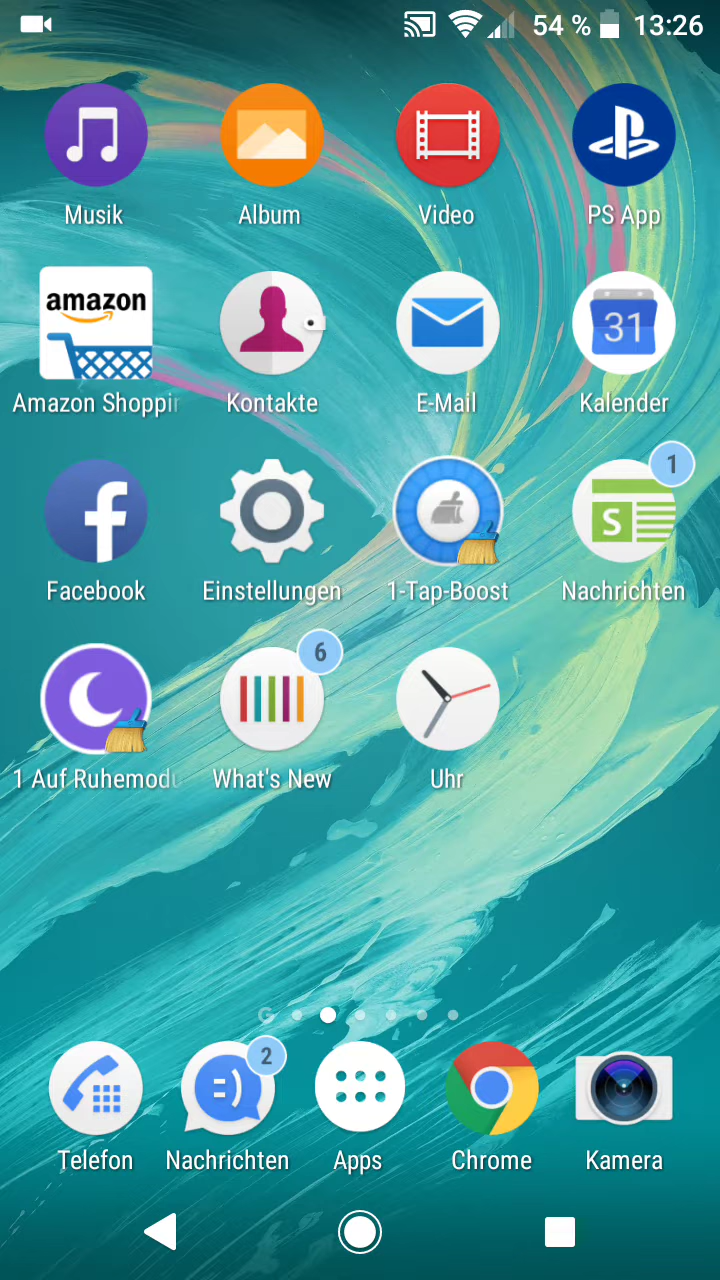 54 % 13:26
Musik Album Video PS App
amazon
31
Amazon Shoppin Kontakte E-Mail Kalender
1
S
Facebook Einstellungen 1-Tap-Boost Nachrichten
6
1 Auf Ruhemodu What's New Uhr
G
2
:-)
Telefon Nachrichten Apps Chrome Kamera